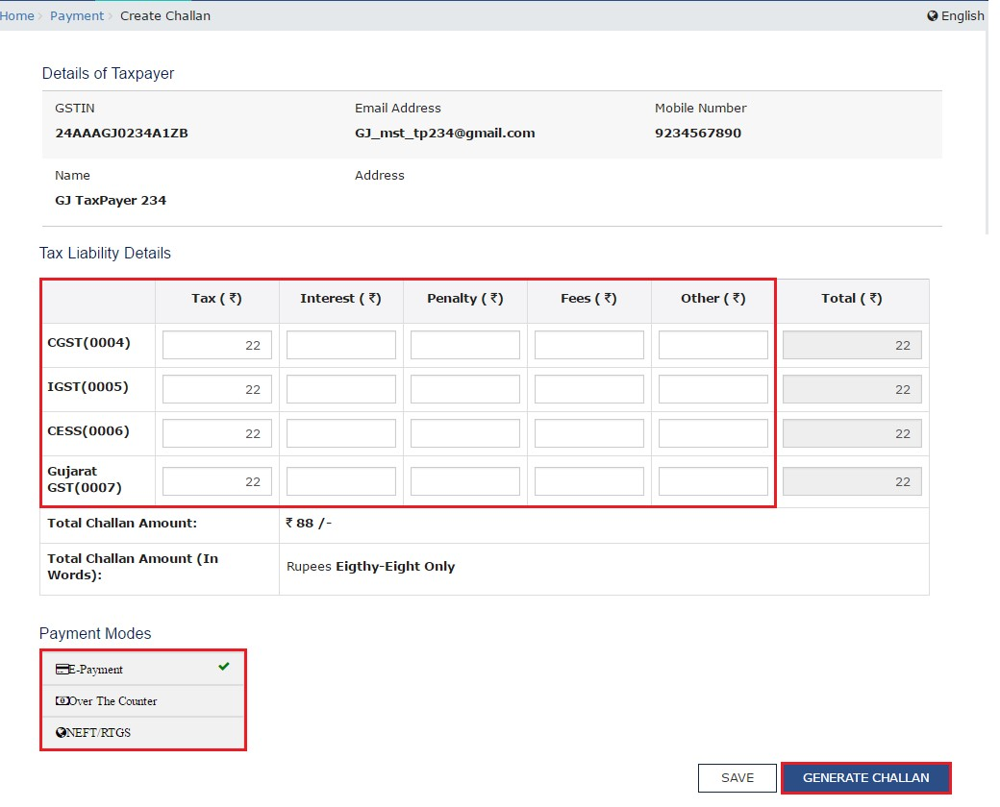 Home > Payment > Create Challan English
Details of Taxpayer
GSTIN Email Address Mobile Number
24AAAGJ0234A1ZB GJ_mst_tp234@gmail.com 9234567890
Name Address
GJ TaxPayer 234
Tax Liability Details
Tax ( ₹) Interest ( ₹) Penalty ( ₹) Fees ( ₹) Other ( ₹) Total ( ₹)
CGST(0004) 22 22
IGST(0005) 22 22
CESS(0006) 22 22
Gujarat
GST(0007) 22 22
Total Challan Amount: ₹ 88 /-
Total Challan Amount (In
Words): Rupees Eigthy-Eight Only
Payment Modes
E-Payment
Over The Counter
NEFT/RTGS
SAVE GENERATE CHALLAN